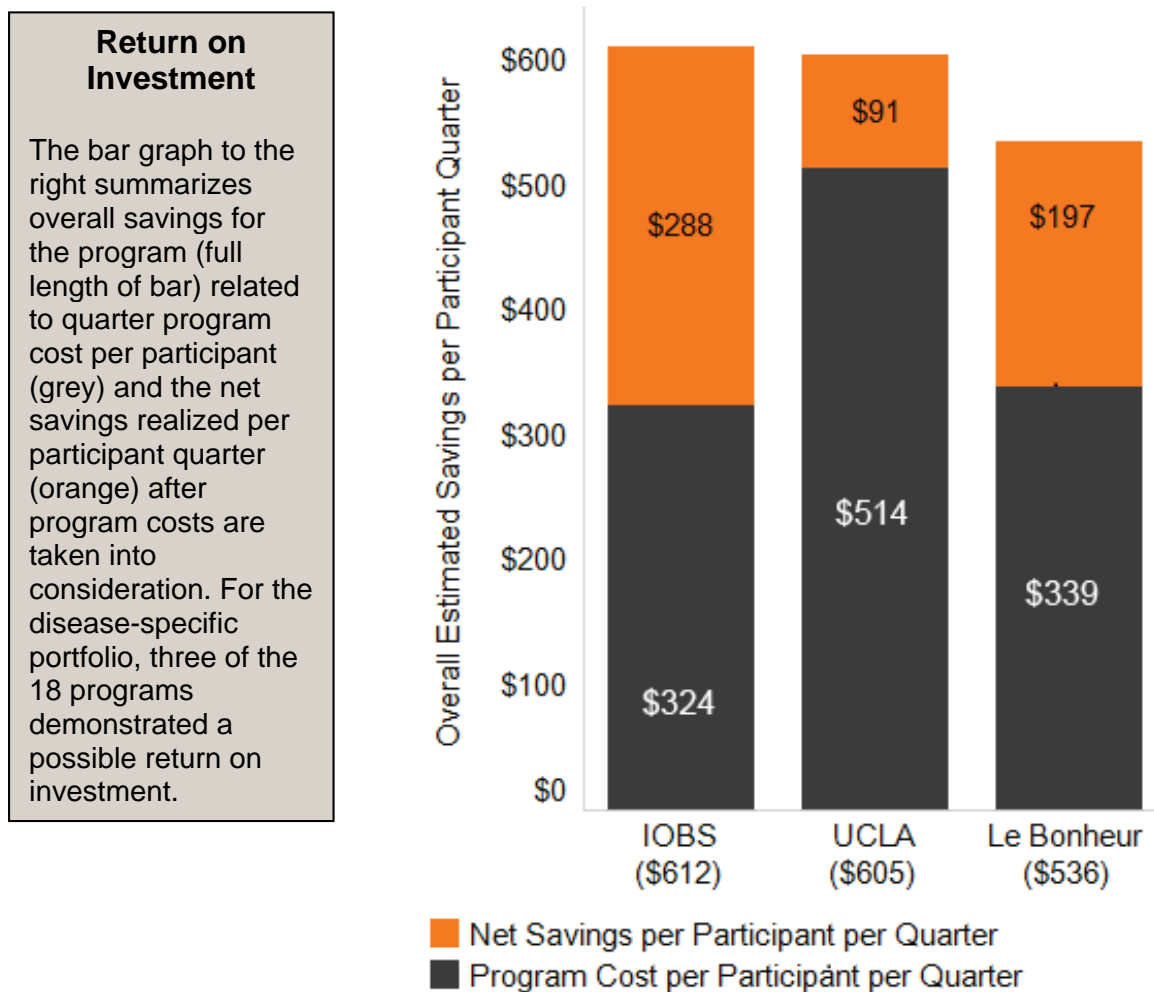 Return on
Investment
The bar graph to the
right summarizes
overall savings for
the program (full
length of bar) related
to quarter program
cost per participant
(grey) and the net
savings realized per
participant quarter
(orange) after
program costs are
taken into
consideration. For the
disease-specific
portfolio, three of the
18 programs
demonstrated a
possible return on
investment.
Overall Estimated Savings per Participant Quarter
$600
$500
$400
$300
$200
$100
$0
$288
$324
$91
$514
$197
$339
IOBS
($612)
UCLA
($605)
Le Bonheur
($536)
Net Savings per Participant per Quarter
Program Cost per Participant per Quarter